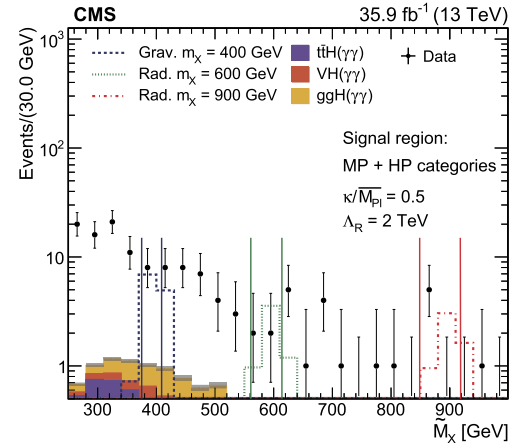 CMS 35.9 fb⁻¹ (13 TeV)
Events/(30.0 GeV)
10³
10²
10
1
Grav. m_X = 400 GeV
Rad. m_X = 600 GeV
Rad. m_X = 900 GeV
tt̄H(γγ)
VH(γγ)
ggH(γγ)
Data
Signal region:
MP + HP categories
κ/M̅_Pl = 0.5
Λ_R = 2 TeV
300 400 500 600 700 800 900
M̃_X [GeV]